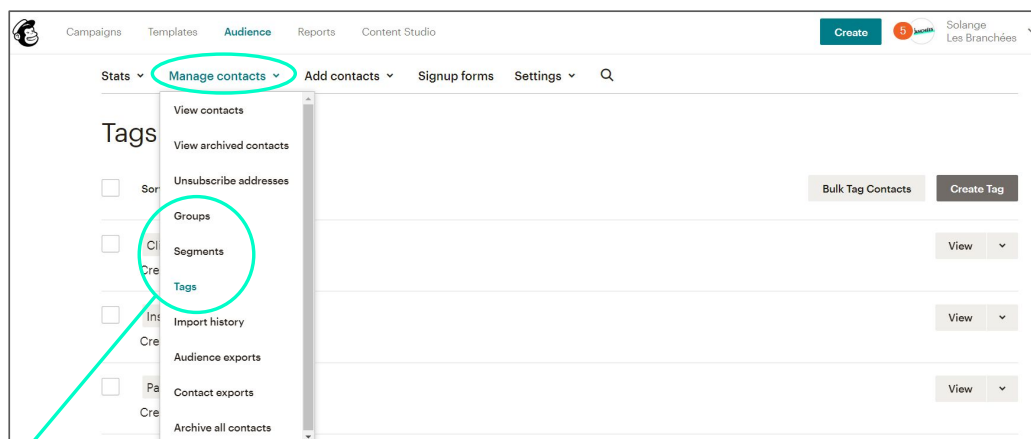 Campaigns Templates Audience Reports Content Studio Create 5 Solange
Les Branchées
Stats Manage contacts Add contacts Signup forms Settings
View contacts
Tags
View archived contacts
Unsubscribe addresses
Bulk Tag Contacts Create Tag
Groups
Segments
View
Tags
Import history
View
Audience exports
Contact exports
View
Archive all contacts